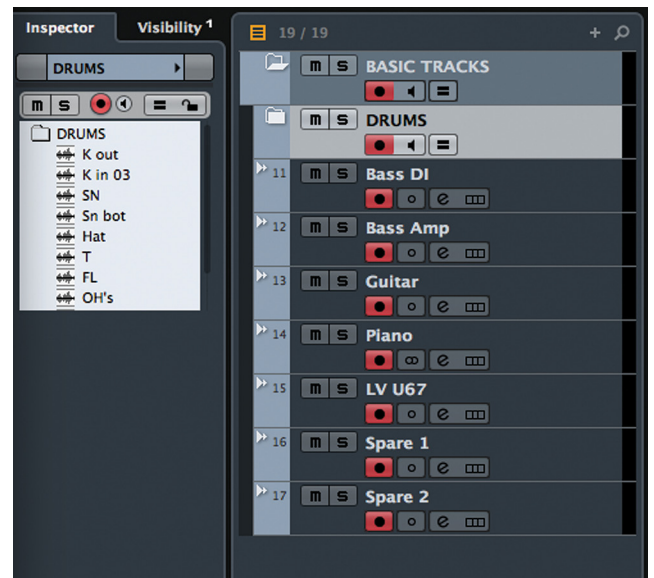 Inspector Visibility 1
DRUMS
m S
DRUMS
K out
K in 03
SN
Sn bot
Hat
T
FL
OH's
19 / 19 +
m S BASIC TRACKS
m S DRUMS
11 m S Bass DI
e
12 m S Bass Amp
e
13 m S Guitar
e
14 m S Piano
e
15 m S LV U67
e
16 m S Spare 1
e
17 m S Spare 2
e